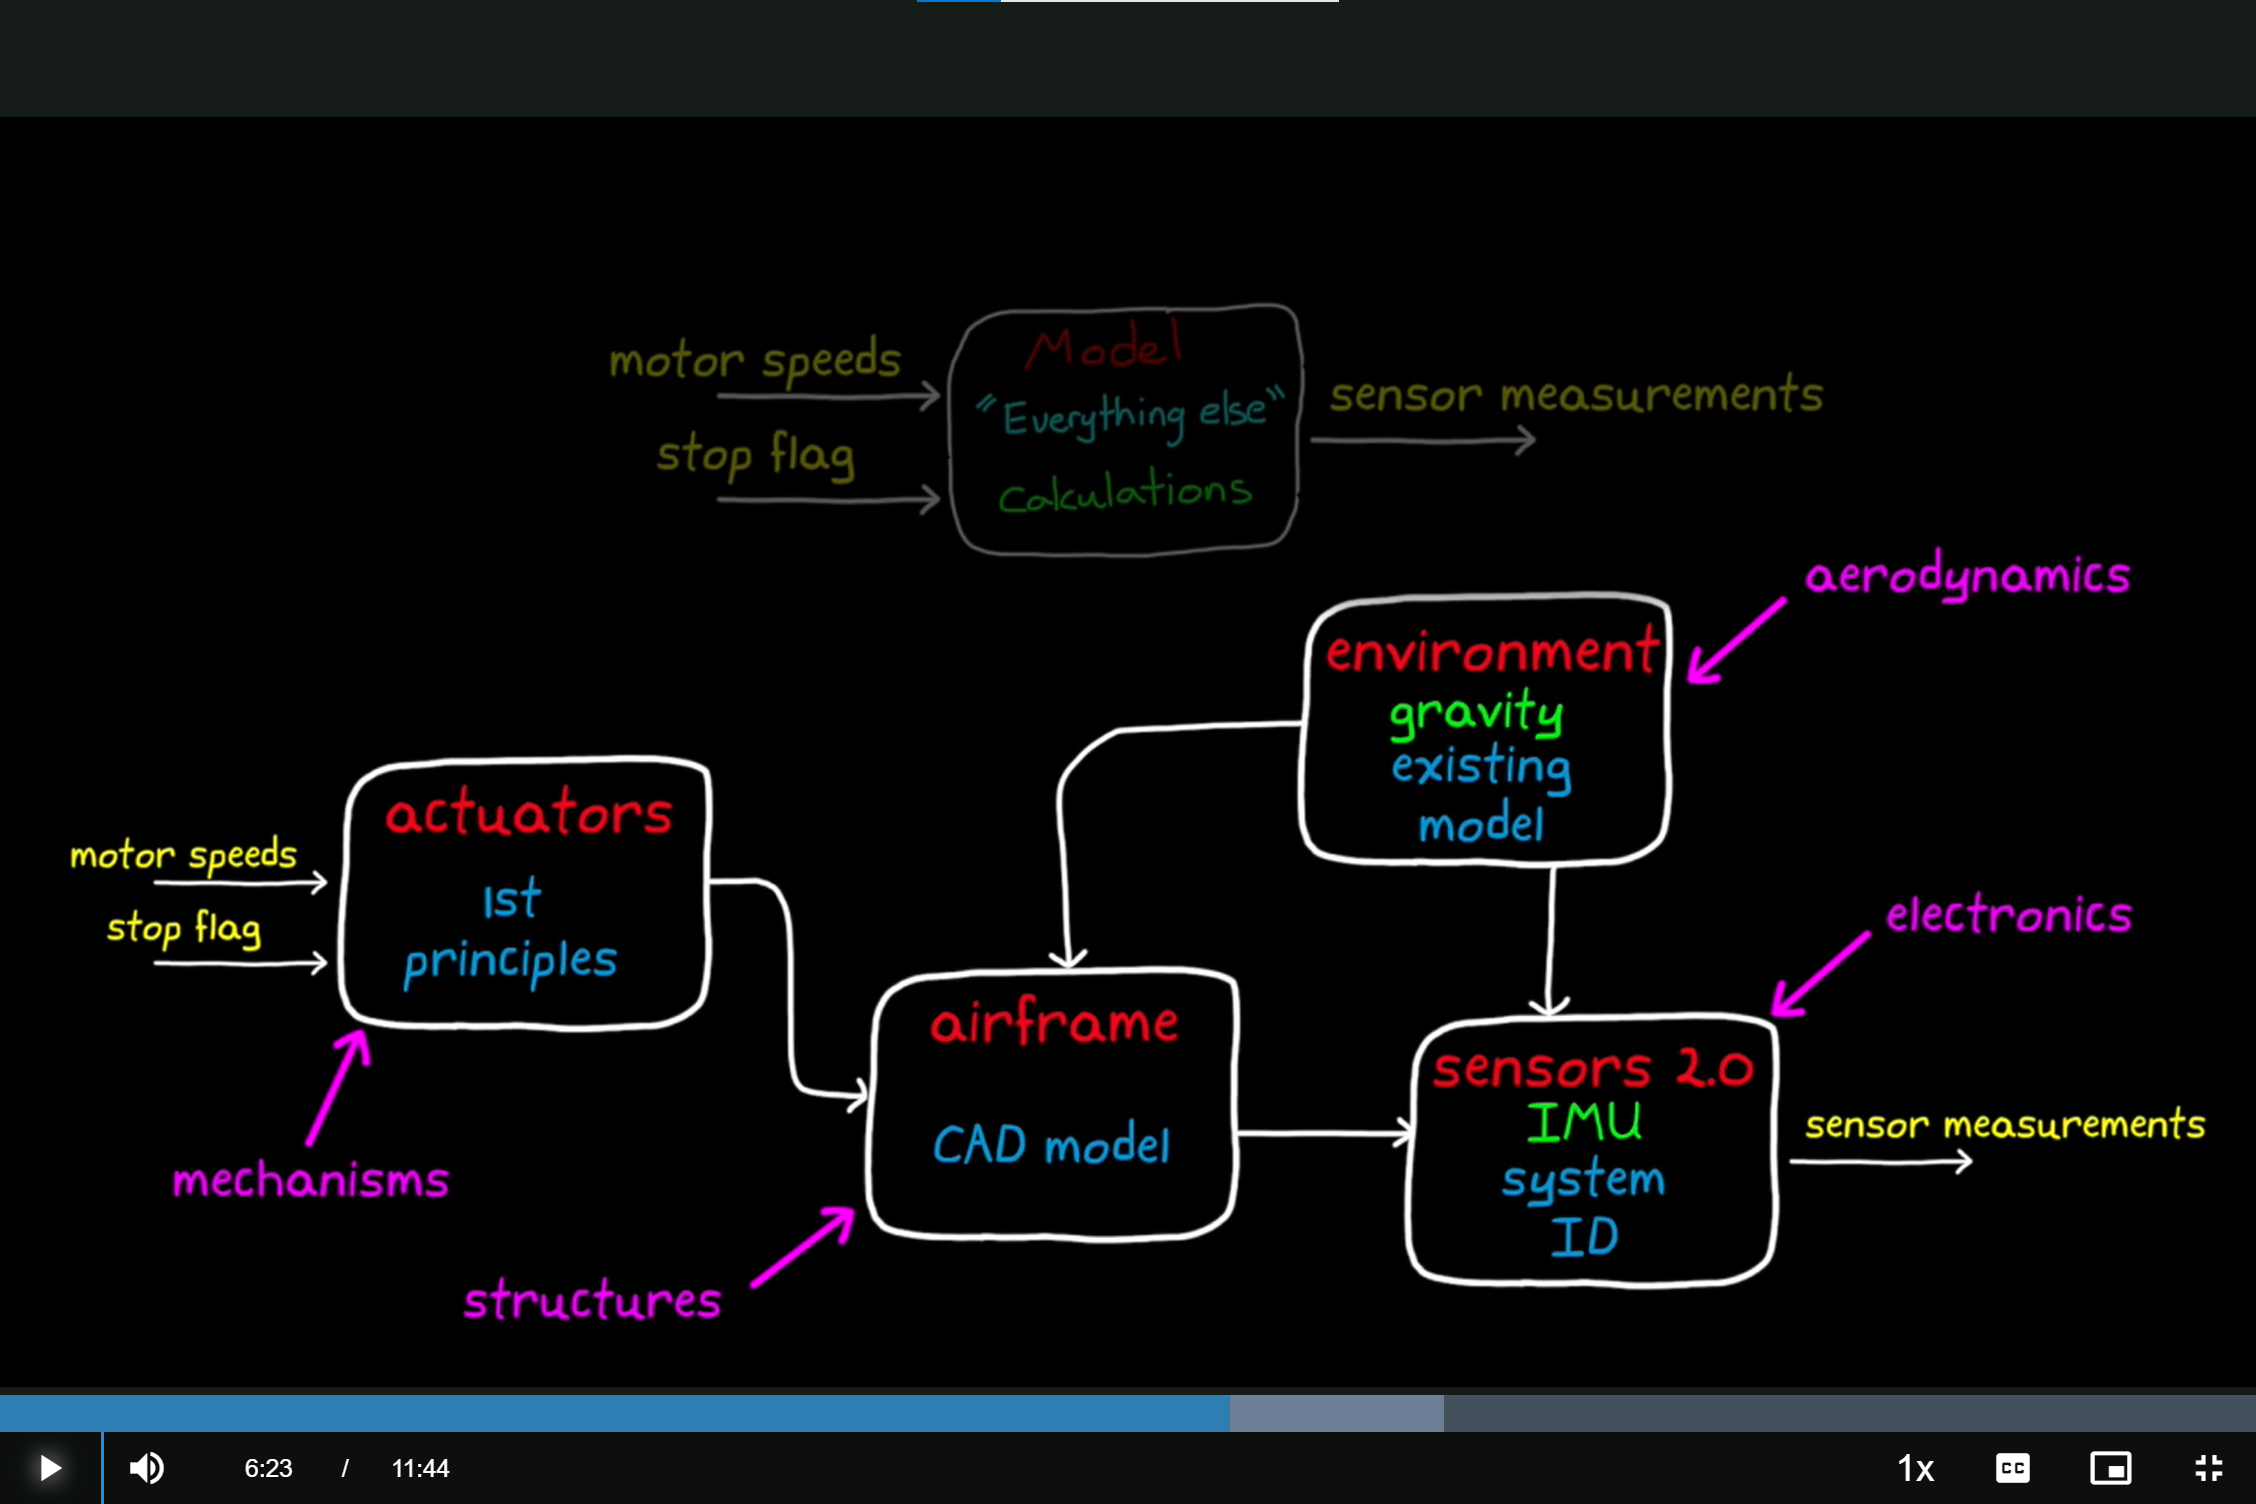 motor speeds
stop flag
Model
"Everything else"
Calculations
sensor measurements
aerodynamics
environment
gravity
existing
model
actuators
1st
principles
motor speeds
stop flag
mechanisms
airframe
CAD model
structures
electronics
sensors 2.0
IMU
system
ID
sensor measurements
6:23 / 11:44
1x
CC